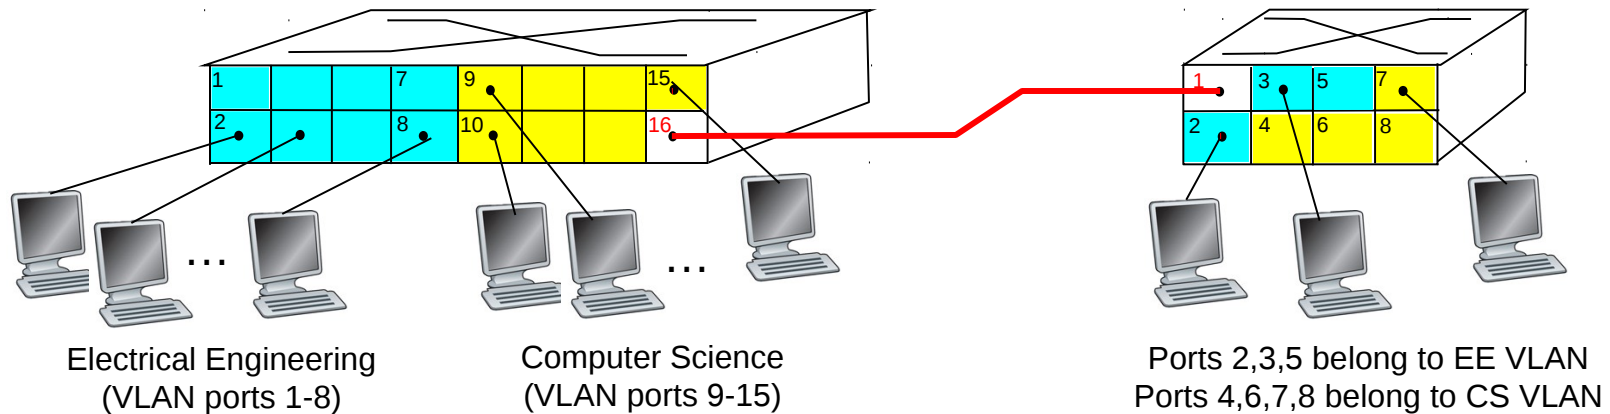 1 7 9 15
2 8 10 16
1 3 5 7
2 4 6 8
... ...
Electrical Engineering
(VLAN ports 1-8)
Computer Science
(VLAN ports 9-15)
Ports 2,3,5 belong to EE VLAN
Ports 4,6,7,8 belong to CS VLAN